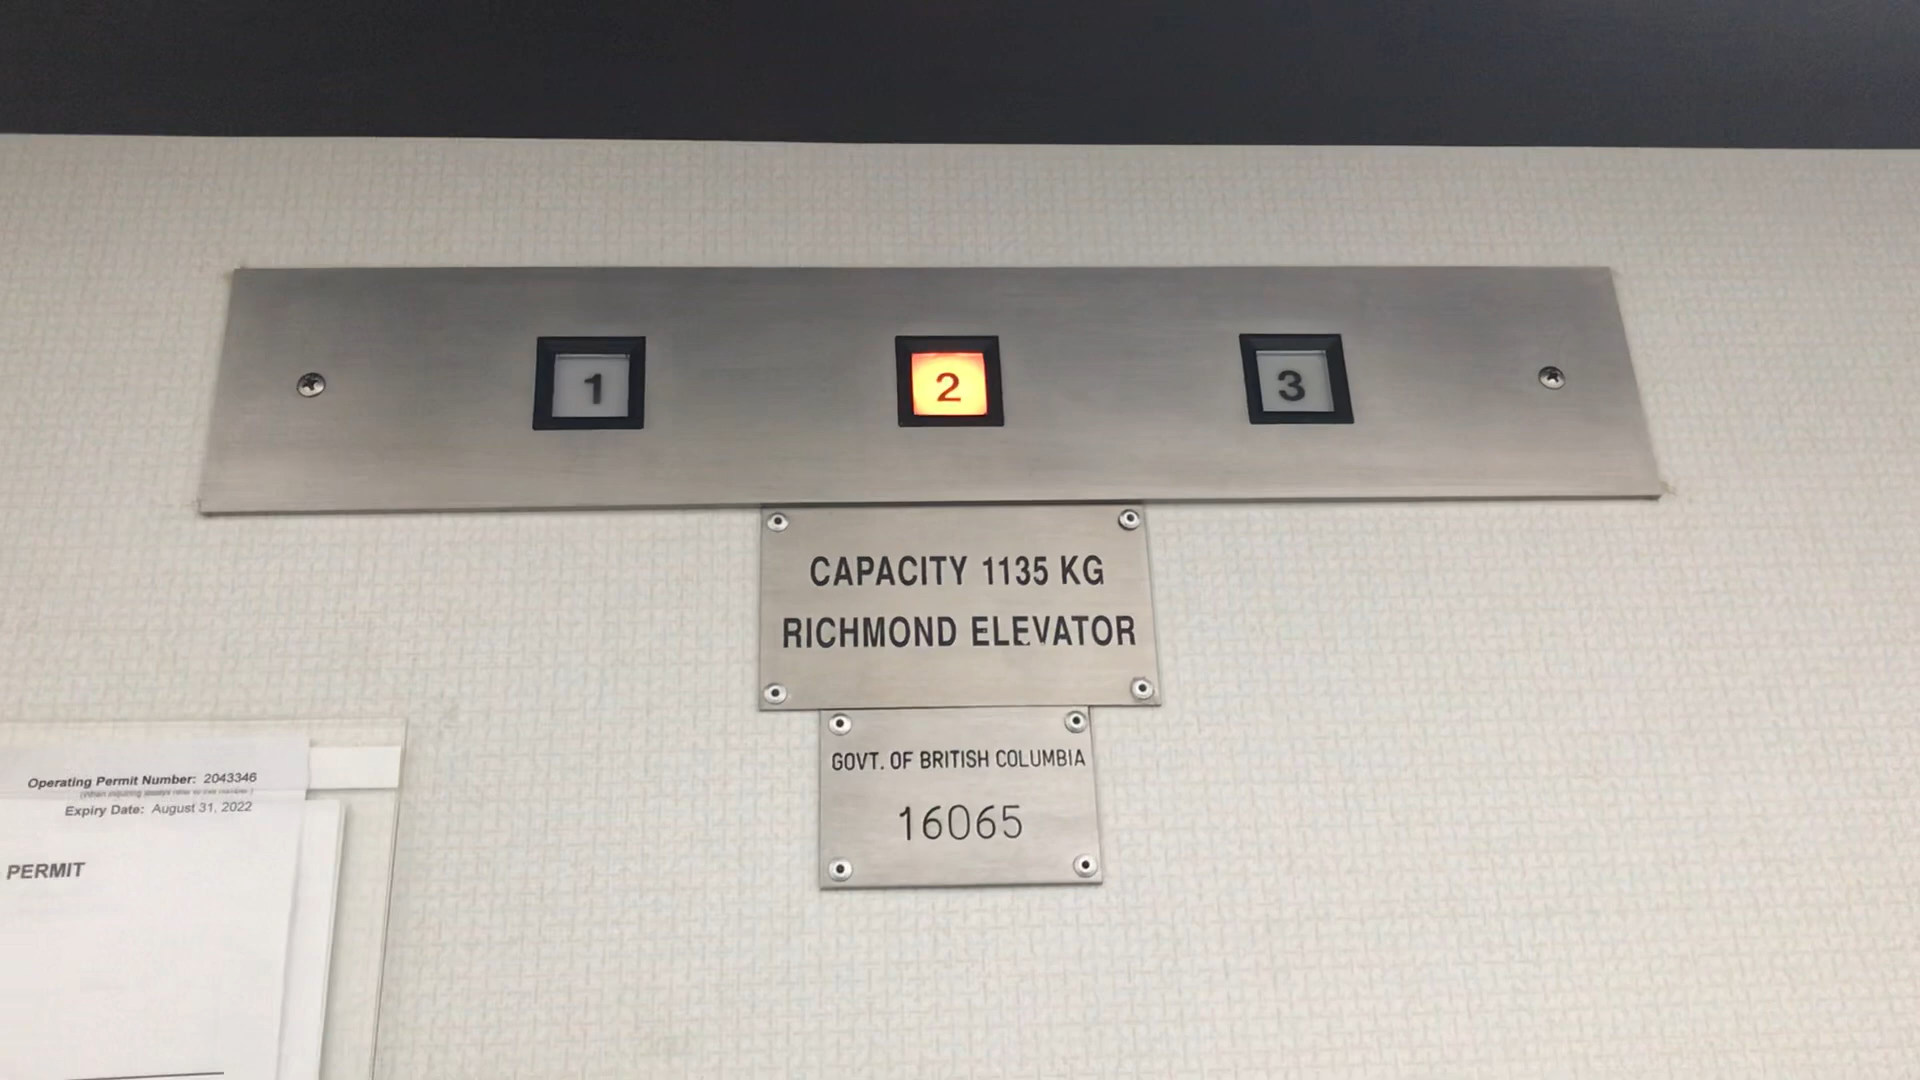 1 2 3
CAPACITY 1135 KG
RICHMOND ELEVATOR
GOVT. OF BRITISH COLUMBIA
16065
Operating Permit Number: 2043346
Expiry Date: August 31, 2022
PERMIT